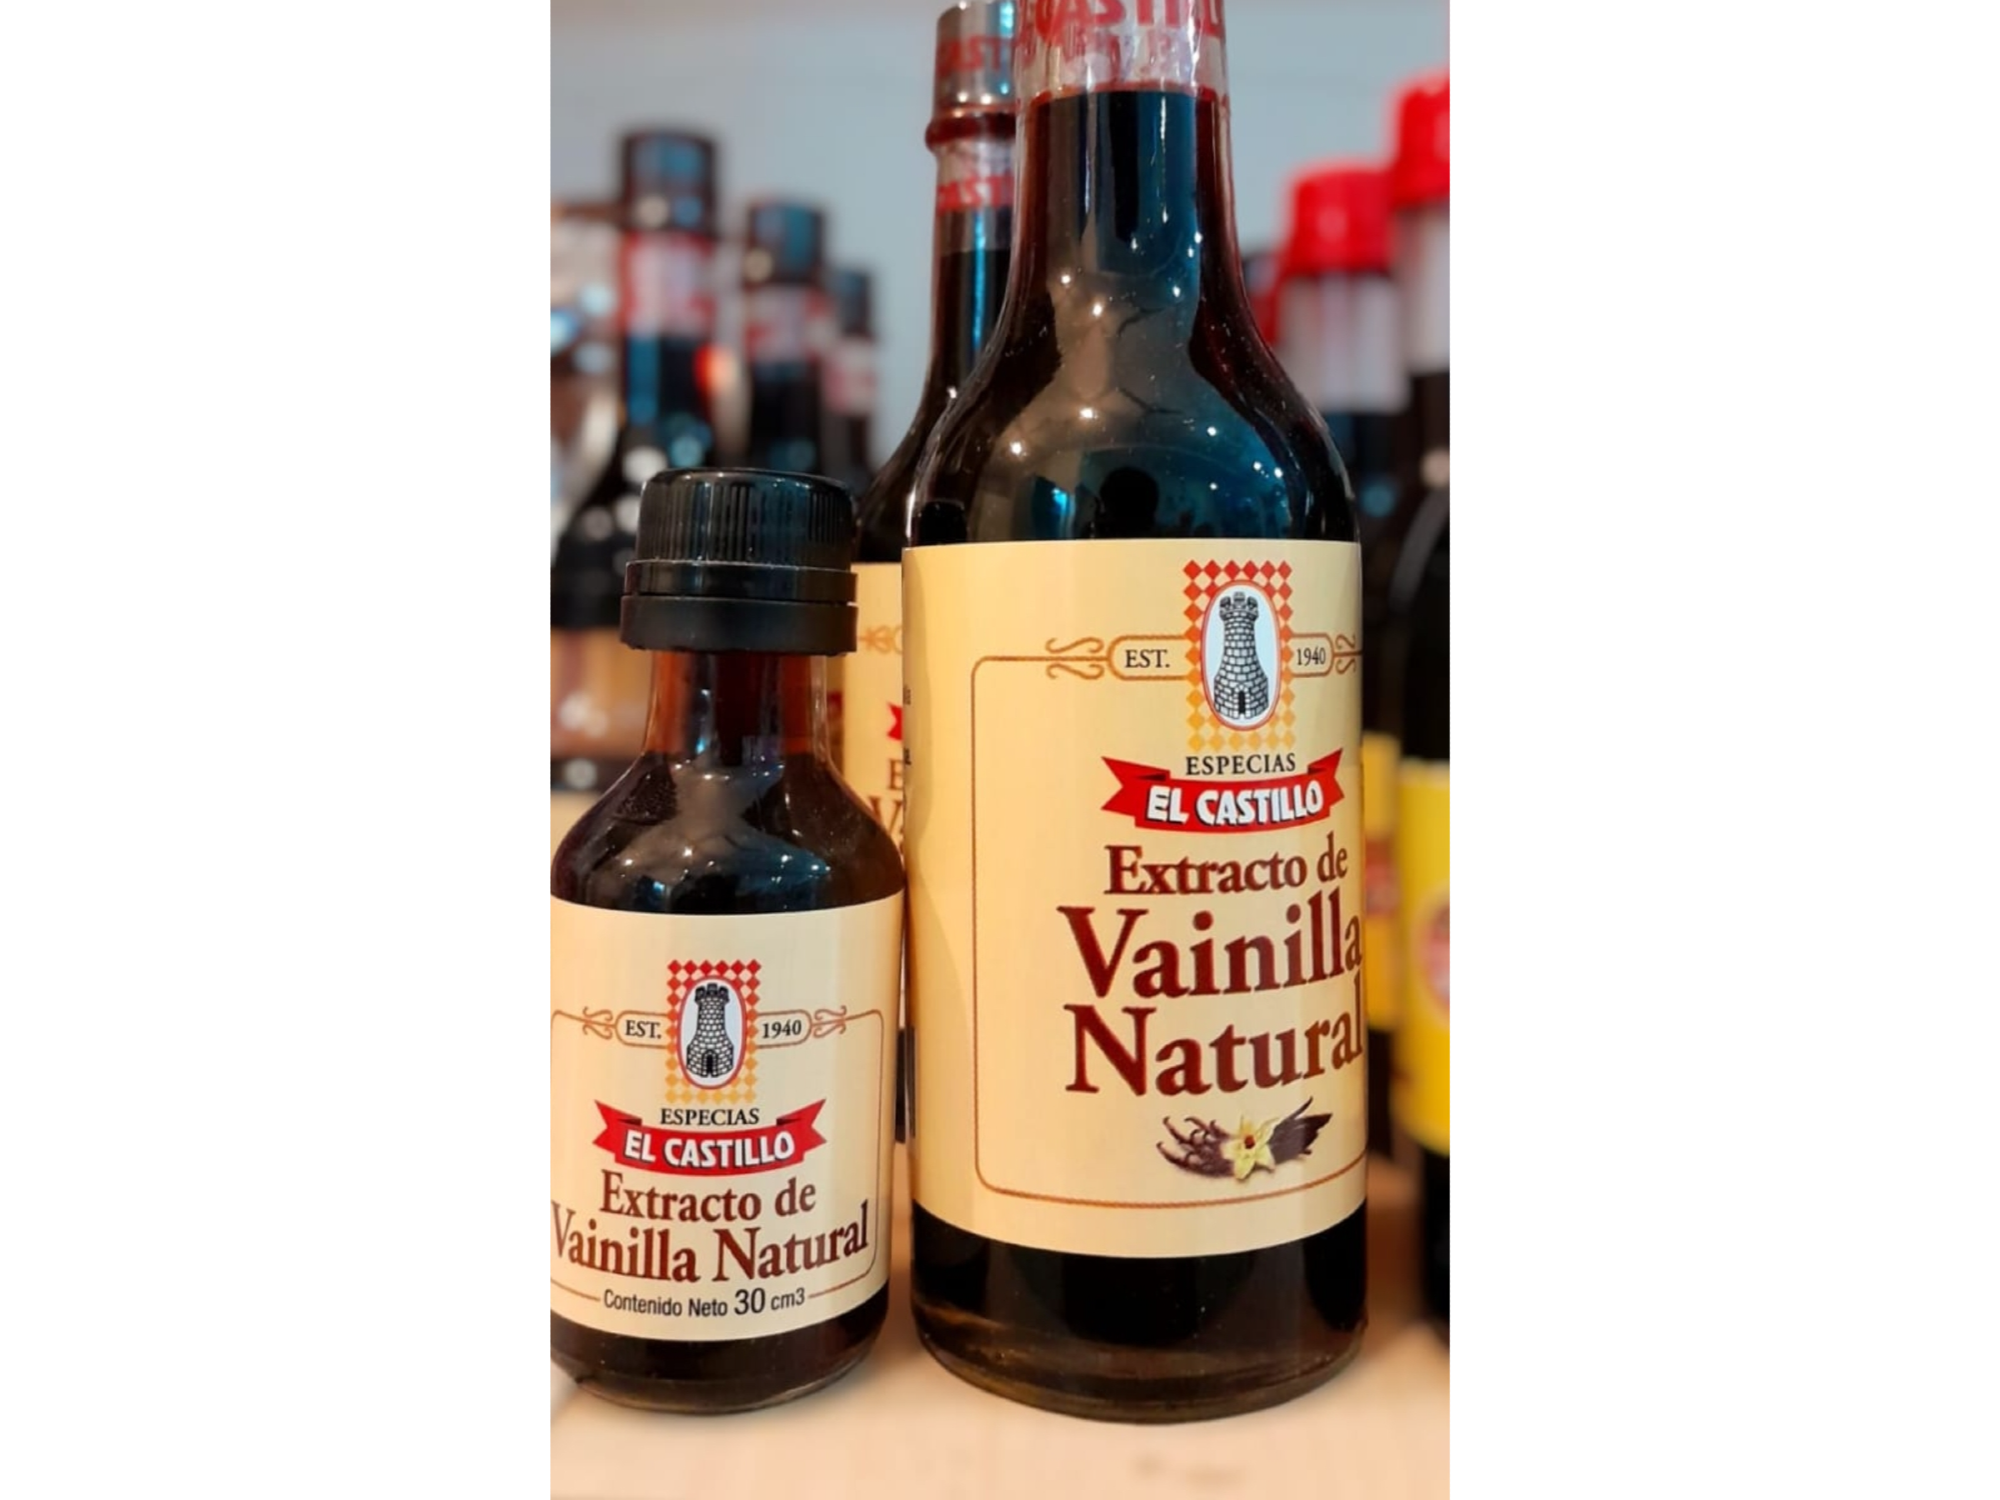 EST. 1940
ESPECIAS
EL CASTILLO
Extracto de
Vainilla Natural
Contenido Neto 30 cm3
EST. 1940
ESPECIAS
EL CASTILLO
Extracto de
Vainilla
Natural